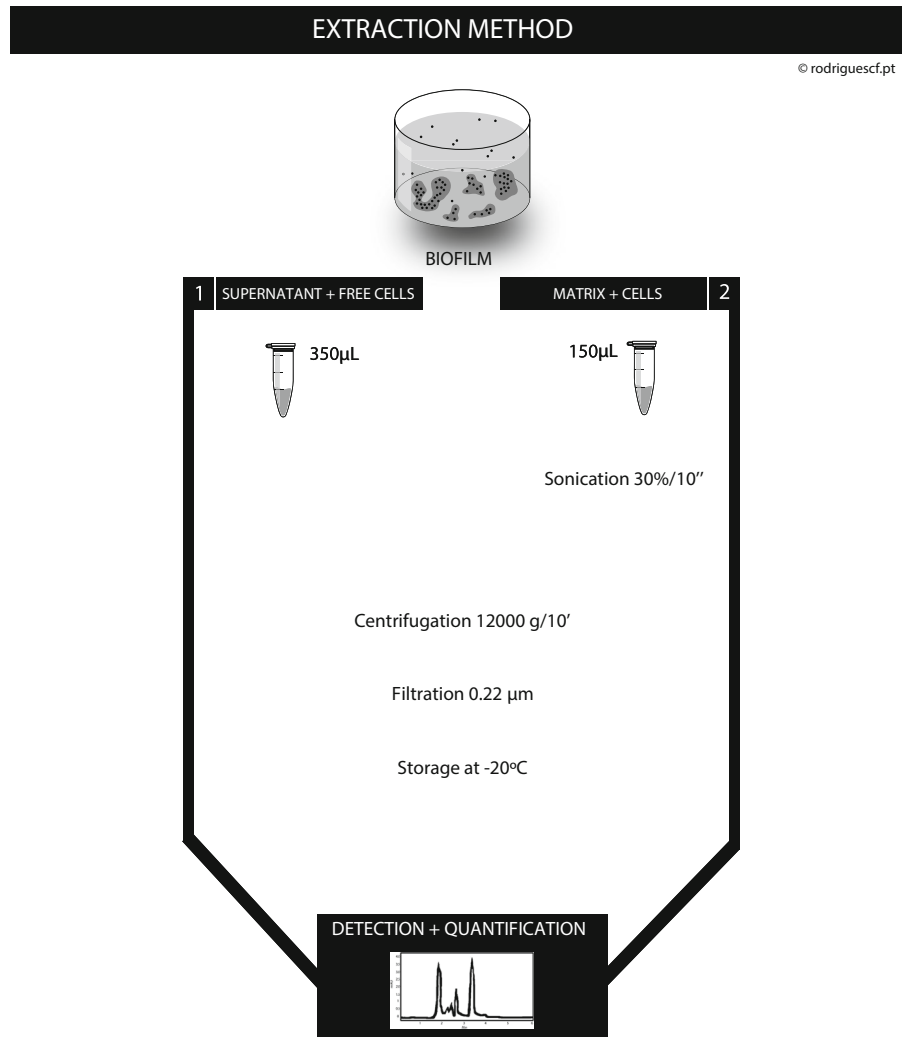 EXTRACTION METHOD
© rodriguescf.pt
BIOFILM
1 SUPERNATANT + FREE CELLS
MATRIX + CELLS 2
350µL
150µL
Sonication 30%/10’’
Centrifugation 12000 g/10’
Filtration 0.22 µm
Storage at -20ºC
DETECTION + QUANTIFICATION